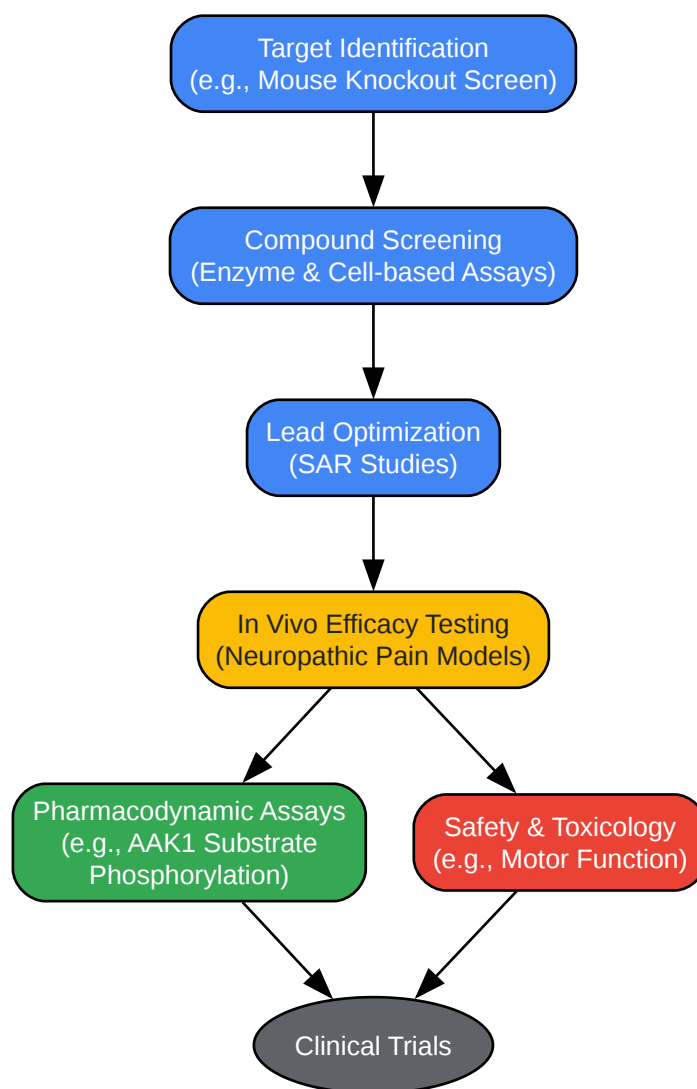 Target Identification
(e.g., Mouse Knockout Screen)
Compound Screening
(Enzyme & Cell-based Assays)
Lead Optimization
(SAR Studies)
In Vivo Efficacy Testing
(Neuropathic Pain Models)
Pharmacodynamic Assays
(e.g., AAK1 Substrate
Phosphorylation)
Safety & Toxicology
(e.g., Motor Function)
Clinical Trials